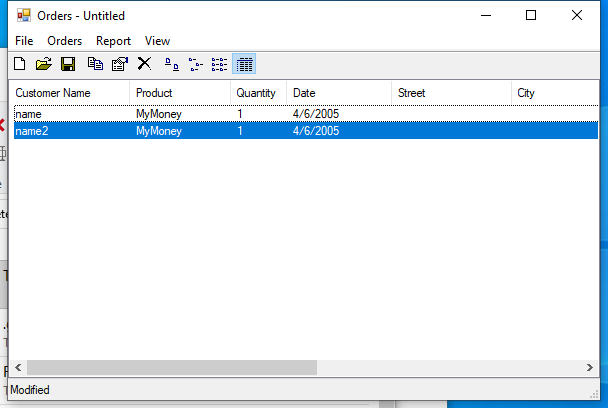 Orders - Untitled
File Orders Report View
Customer Name Product Quantity Date Street City
name MyMoney 1 4/6/2005
name2 MyMoney 1 4/6/2005
Modified